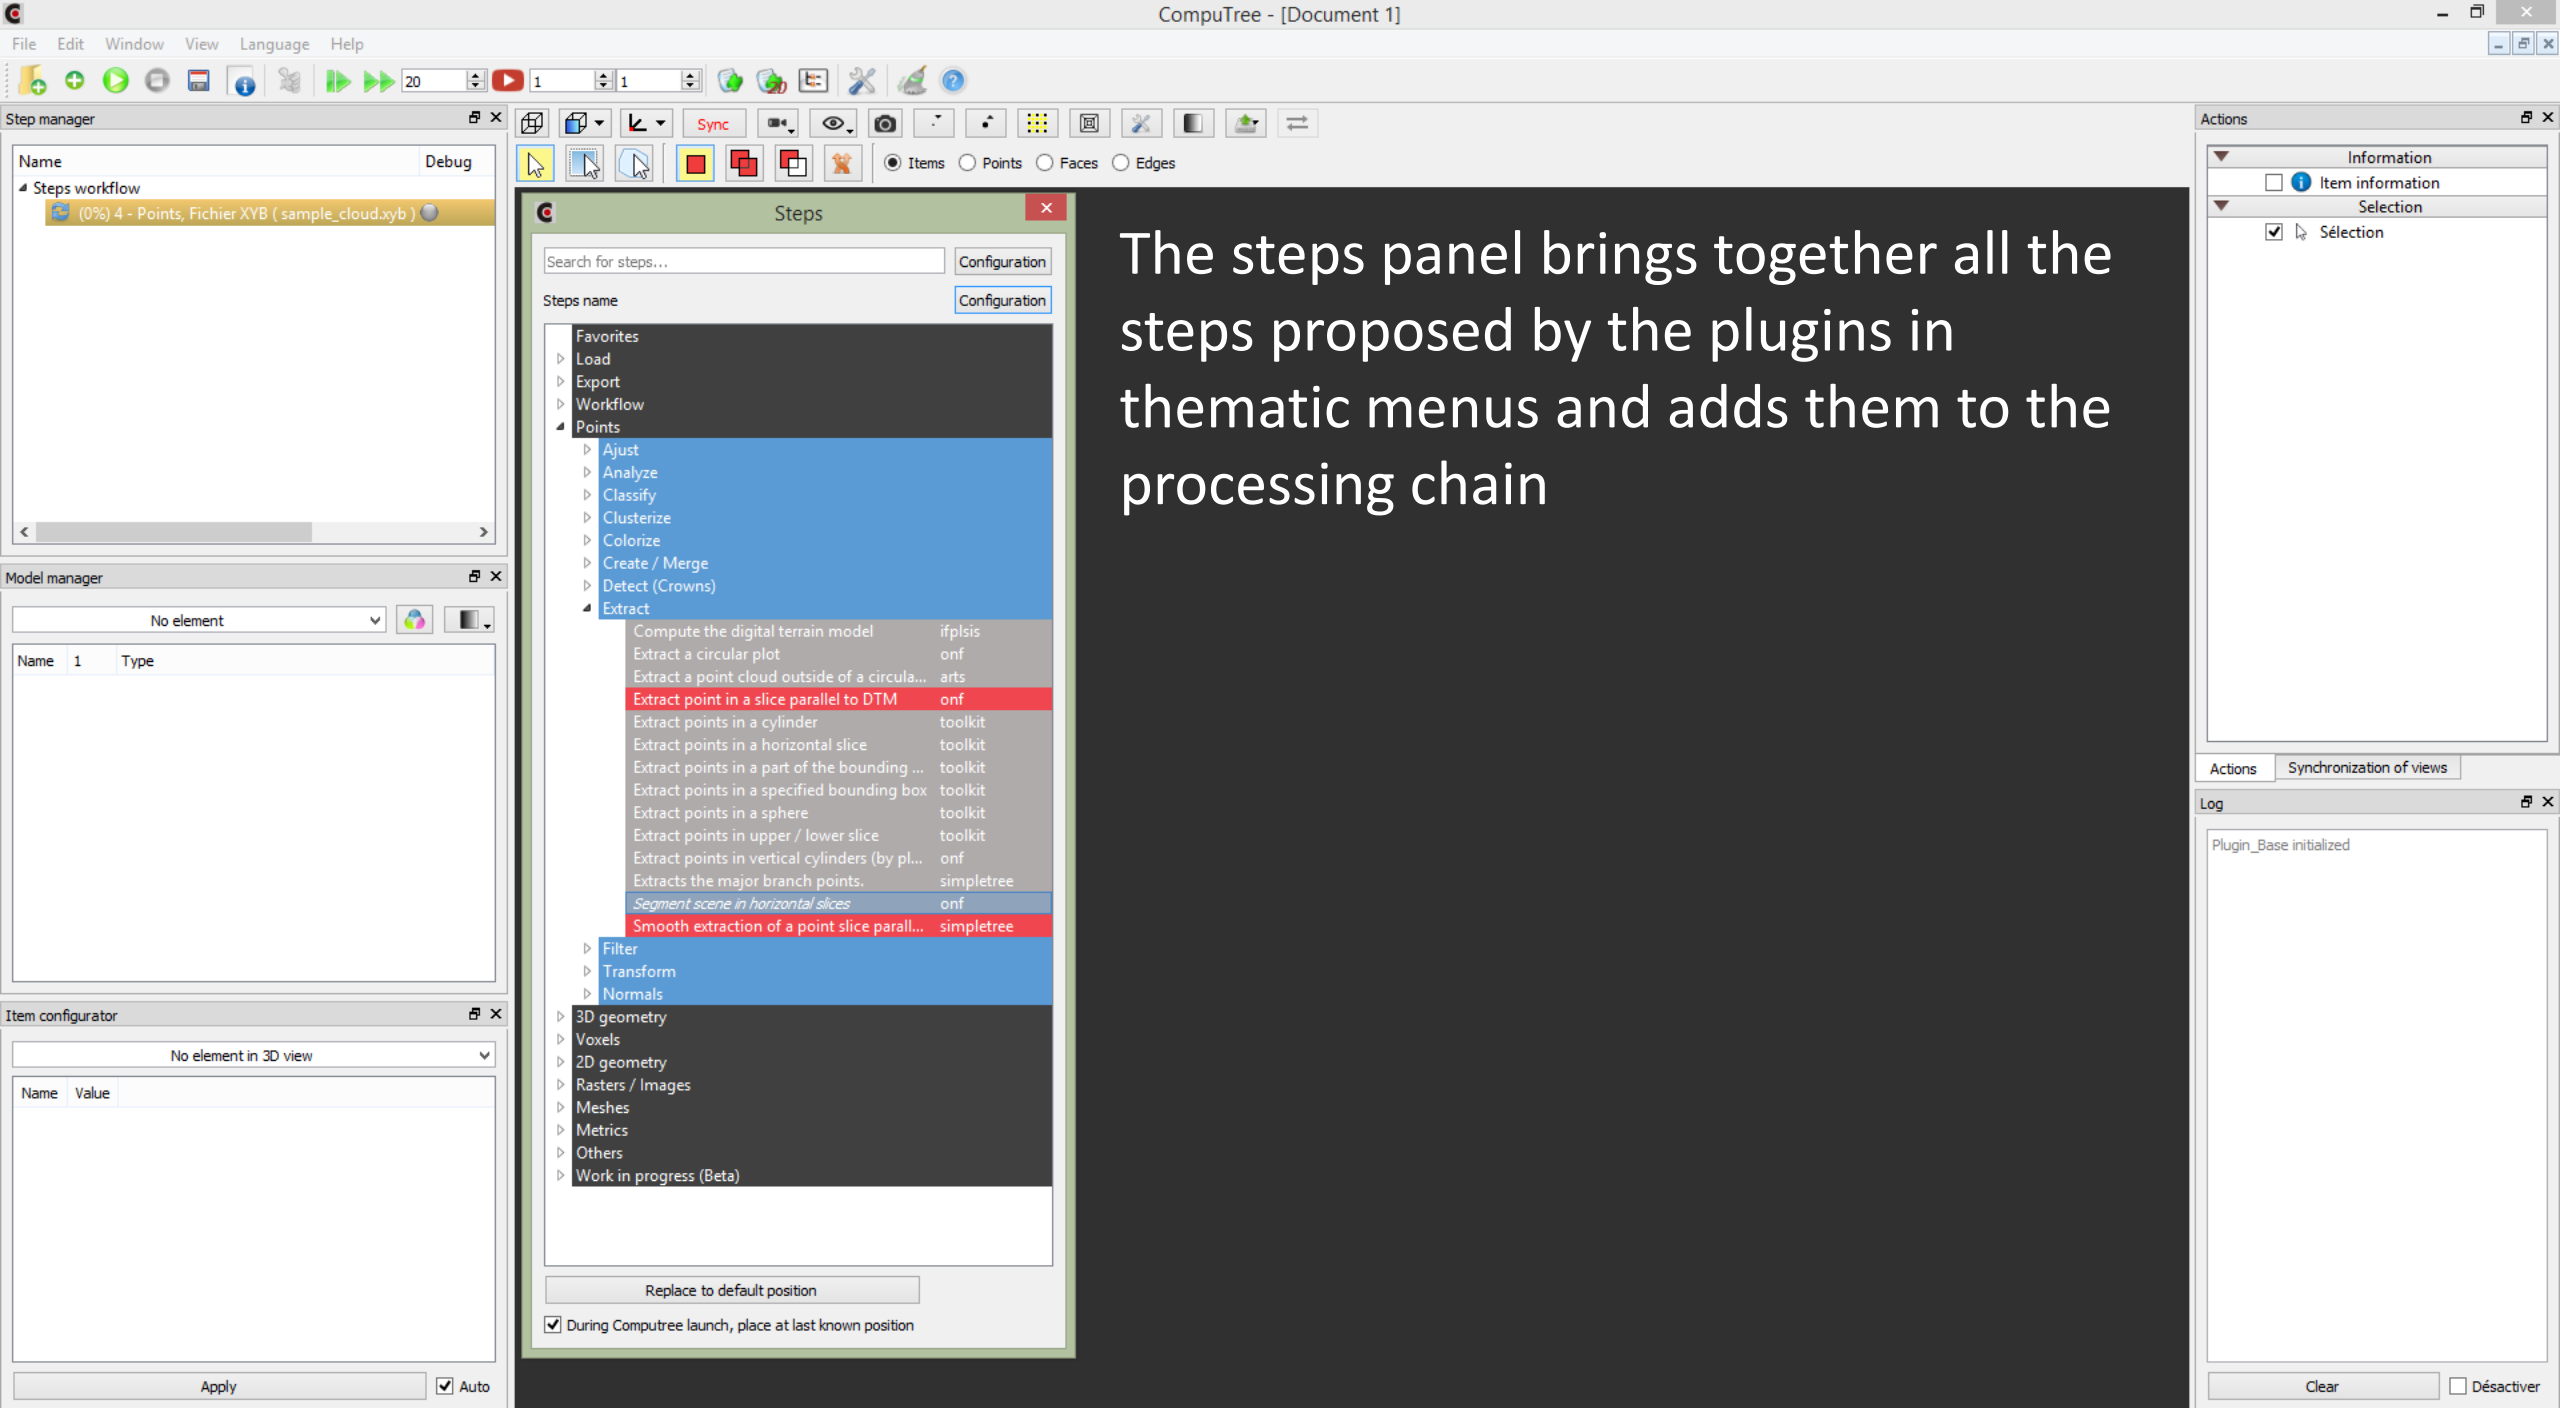 CompuTree - [Document 1]
File Edit Window View Language Help
20 1 1
Step manager
Name Debug
Steps workflow
(0%) 4 - Points, Fichier XYB ( sample_cloud.xyb )
Model manager
No element
Name 1 Type
Item configurator
No element in 3D view
Name Value
Apply Auto
Sync
Items Points Faces Edges
Steps
Search for steps... Configuration
Steps name Configuration
Favorites
Load
Export
Workflow
Points
Ajust
Analyze
Classify
Clusterize
Colorize
Create / Merge
Detect (Crowns)
Extract
Compute the digital terrain model ifplsis
Extract a circular plot onf
Extract a point cloud outside of a circula... arts
Extract point in a slice parallel to DTM onf
Extract points in a cylinder toolkit
Extract points in a horizontal slice toolkit
Extract points in a part of the bounding ... toolkit
Extract points in a specified bounding box toolkit
Extract points in a sphere toolkit
Extract points in upper / lower slice toolkit
Extract points in vertical cylinders (by pl... onf
Extracts the major branch points. simpletree
Segment scene in horizontal slices onf
Smooth extraction of a point slice parall... simpletree
Filter
Transform
Normals
3D geometry
Voxels
2D geometry
Rasters / Images
Meshes
Metrics
Others
Work in progress (Beta)
Replace to default position
During Computree launch, place at last known position
The steps panel brings together all the
steps proposed by the plugins in
thematic menus and adds them to the
processing chain
Actions
Information
Item information
Selection
Sélection
Actions Synchronization of views
Log
Plugin_Base initialized
Clear Désactiver